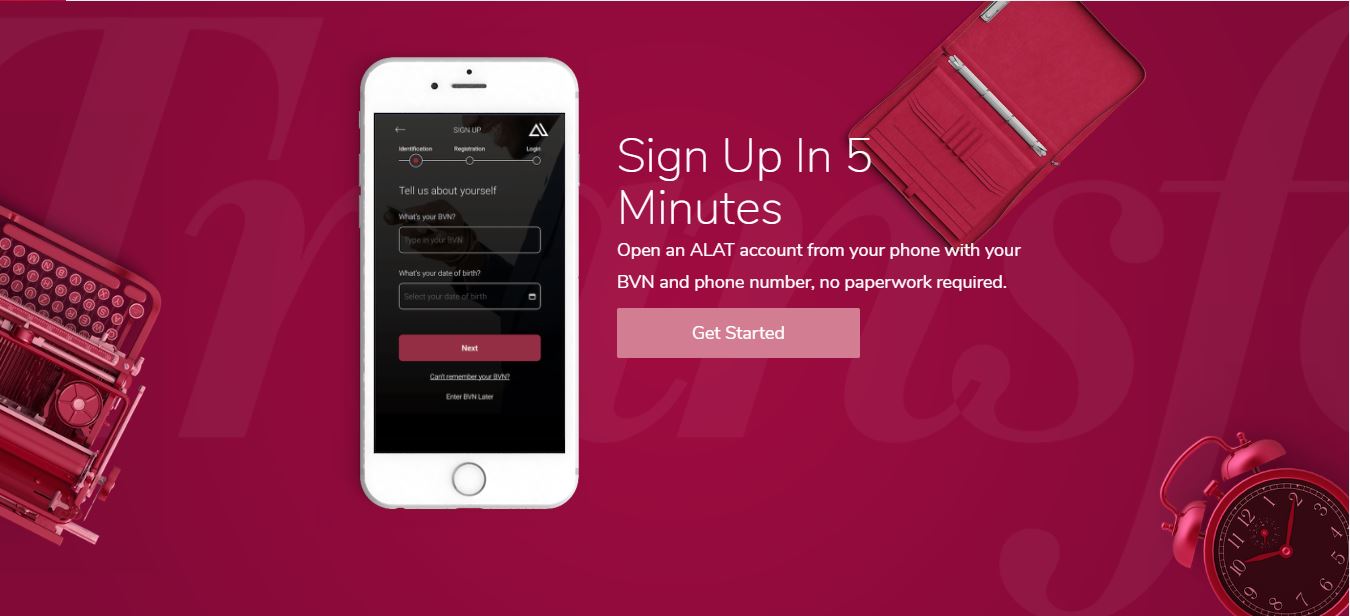 SIGN UP
Identification Registration Login
Tell us about yourself
What's your BVN?
Type in your BVN
What's your date of birth?
Select your date of birth
Next
Can't remember your BVN?
Enter BVN Later
Sign Up In 5
Minutes
Open an ALAT account from your phone with your
BVN and phone number, no paperwork required.
Get Started